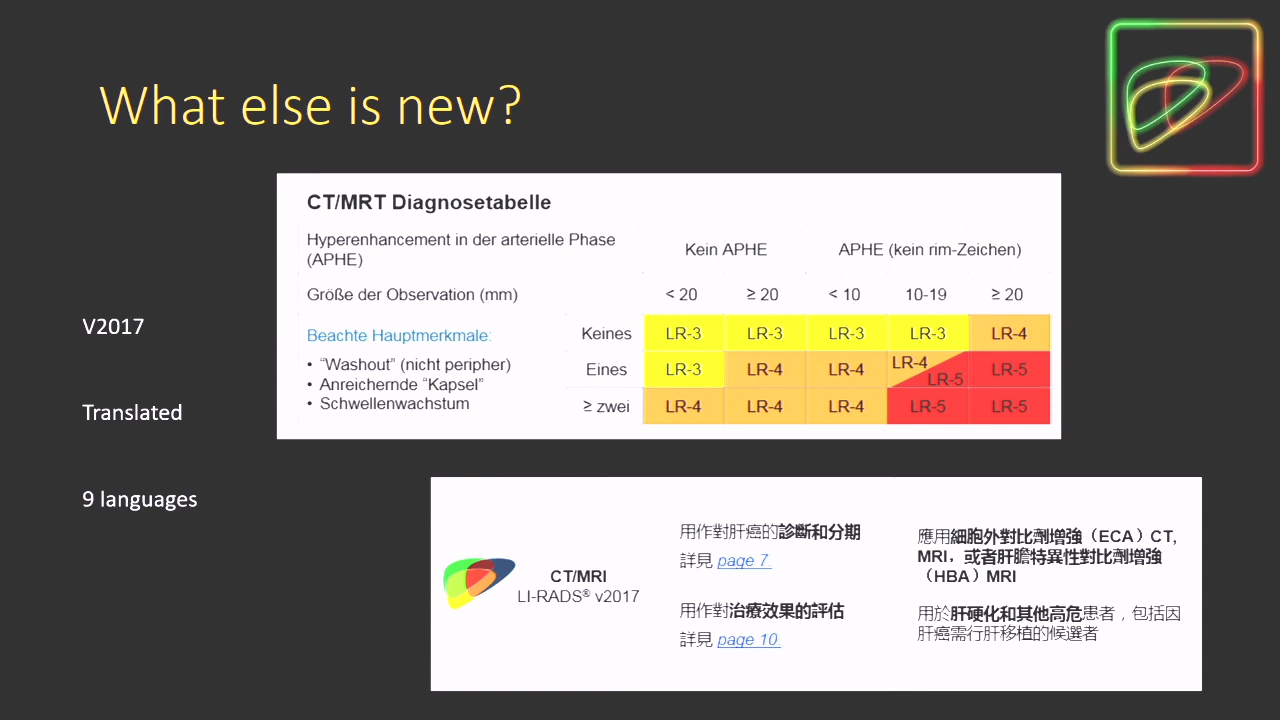 What else is new?
CT/MRT Diagnosetabelle
Hyperenhancement in der arterielle Phase
(APHE)
Kein APHE
APHE (kein rim-Zeichen)
Größe der Observation (mm)
< 20
≥ 20
< 10
10-19
≥ 20
V2017
Beachte Hauptmerkmale:
Keines
LR-3
LR-3
LR-3
LR-3
LR-4
• “Washout” (nicht peripher)
• Anreichernde “Kapsel”
• Schwellenwachstum
Eines
LR-3
LR-4
LR-4
LR-4
LR-5
LR-5
≥ zwei
LR-4
LR-4
LR-4
LR-5
LR-5
Translated
9 languages
CT/MRI
LI-RADS® v2017
用作對肝癌的診斷和分期
詳見 page 7.
用作對治療效果的評估
詳見 page 10.
應用細胞外對比劑增強（ECA）CT,
MRI．或者肝膽特異性對比劑增強
（HBA）MRI
用於肝硬化和其他高危患者，包括因
肝癌需行肝移植的候選者